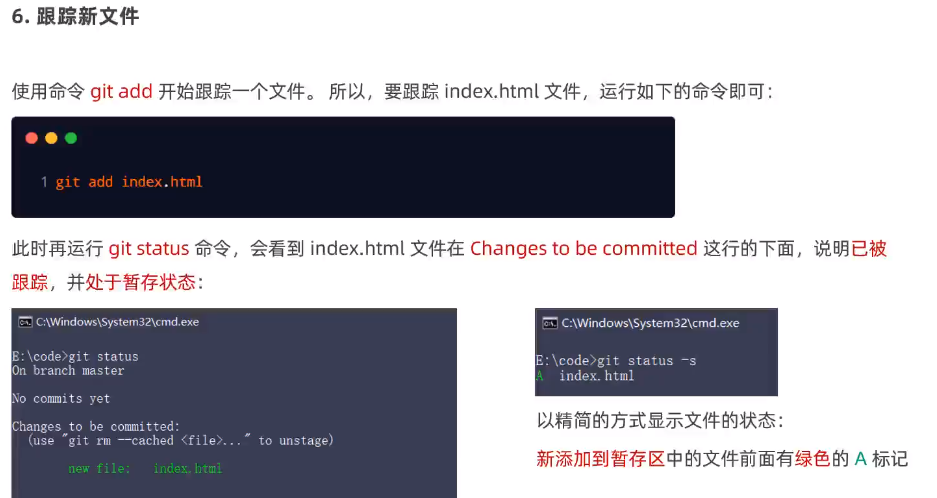 6. 跟踪新文件
使用命令 git add 开始跟踪一个文件。 所以，要跟踪 index.html 文件，运行如下的命令即可：
1 git add index.html
此时再运行 git status 命令，会看到 index.html 文件在 Changes to be committed 这行的下面，说明已被
跟踪，并处于暂存状态：
C:\Windows\System32\cmd.exe
E:\code>git status
On branch master
No commits yet
Changes to be committed:
(use "git rm --cached <file>..." to unstage)
new file: index.html
C:\Windows\System32\cmd.exe
E:\code>git status -s
A index.html
以精简的方式显示文件的状态：
新添加到暂存区中的文件前面有绿色的 A 标记